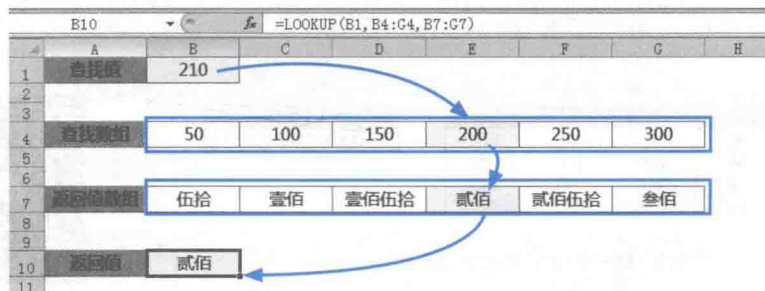 B10 fx =LOOKUP(B1,B4:G4,B7:G7)
A B C D E F G H
1 查找值 210
2
3
4 查找数组 50 100 150 200 250 300
5
6
7 返回值数组 伍拾 壹佰 壹佰伍拾 贰佰 贰佰伍拾 叁佰
8
9
10 返回值 贰佰
11